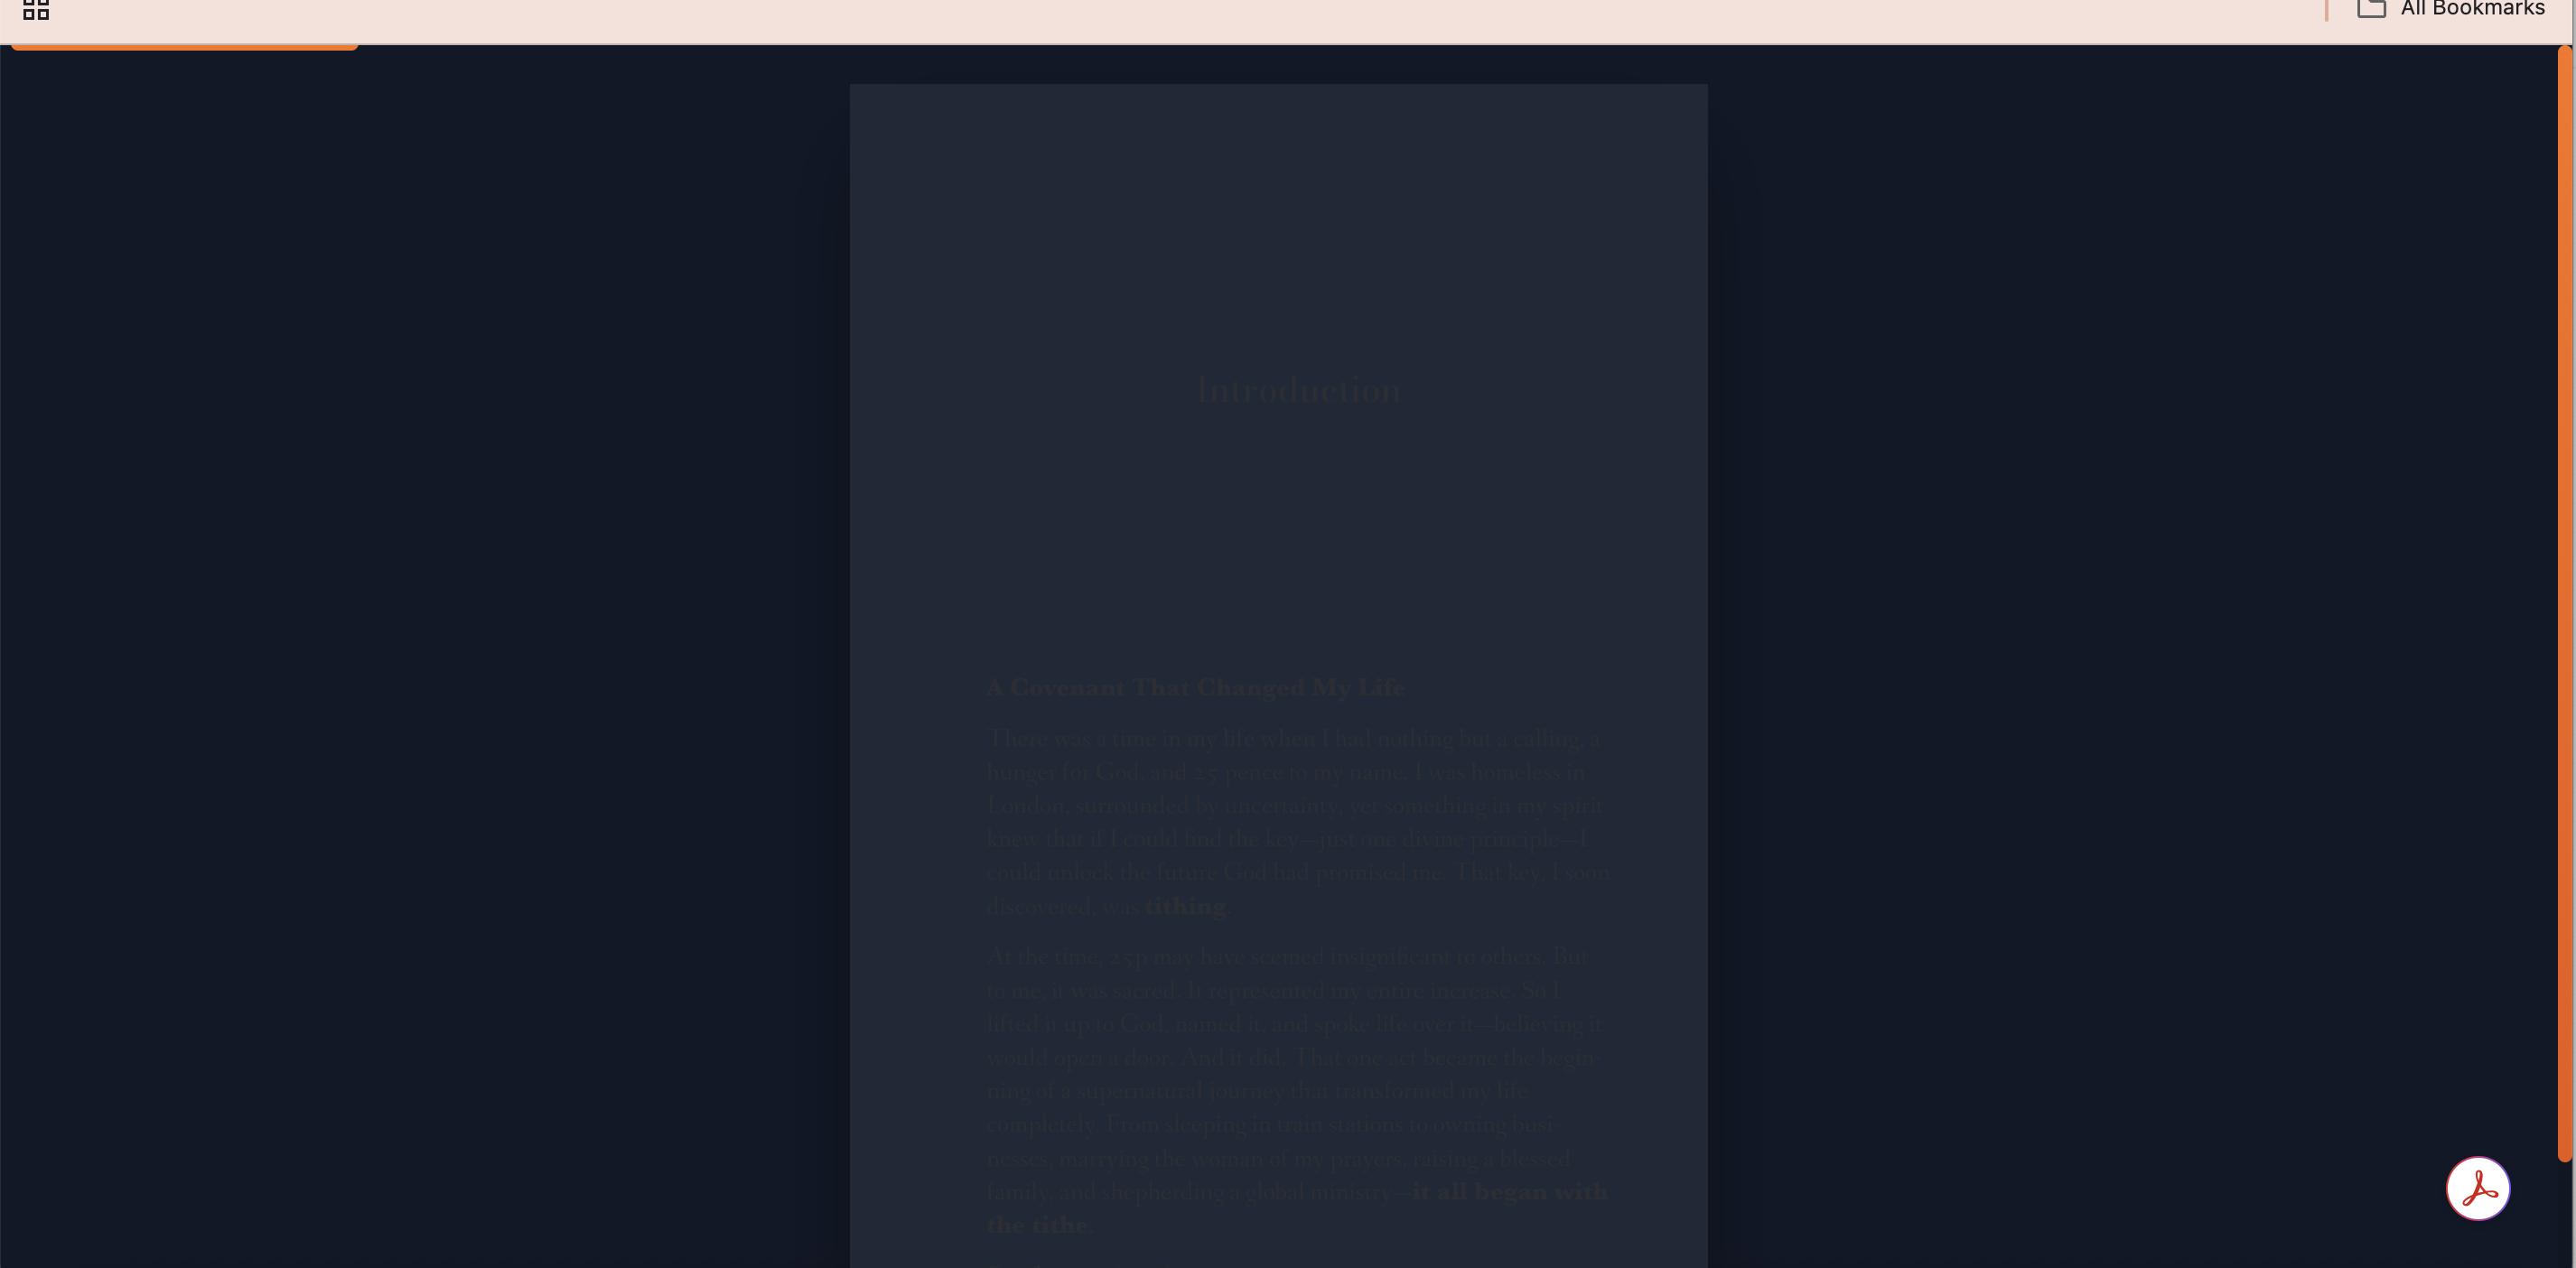 All Bookmarks
Introduction
A Covenant That Changed My Life
There was a time in my life when I had nothing but a calling, a
hunger for God, and 25 pence to my name. I was homeless in
London, surrounded by uncertainty, yet something in my spirit
knew that if I could find the key—just one divine principle—I
could unlock the future God had promised me. That key, I soon
discovered, was tithing.
At the time, 25p may have seemed insignificant to others. But
to me, it was sacred. It represented my entire increase. So I
lifted it up to God, named it, and spoke life over it—believing it
would open a door. And it did. That one act became the begin-
ning of a supernatural journey that transformed my life
completely. From sleeping in train stations to owning busi-
nesses, marrying the woman of my prayers, raising a blessed
family, and shepherding a global ministry—it all began with
the tithe.